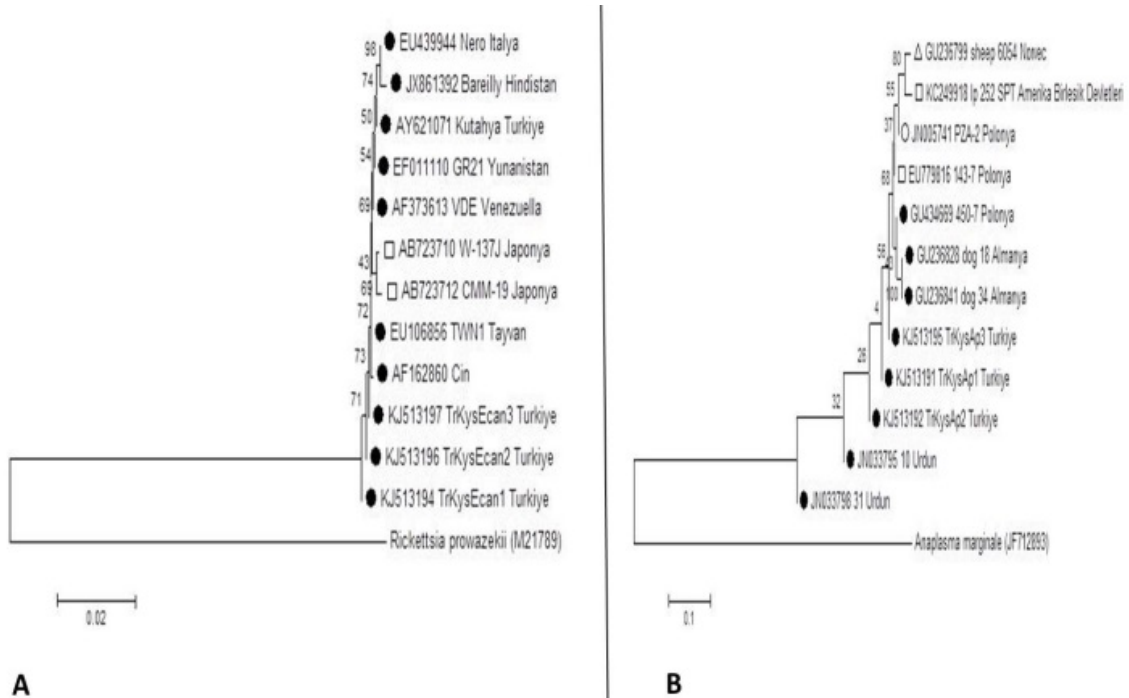 98
EU439944 Nero Italya
74
JX861392 Bareilly Hindistan
50
AY621071 Kutahya Turkiye
54
EF011110 GR21 Yunanistan
69
AF373613 VDE Venezuella
AB723710 W-137J Japonya
43
69
AB723712 CMM-19 Japonya
72
EU106856 TWN1 Tayvan
73
AF162860 Cin
71
KJ513197 TrKysEcan3 Turkiye
KJ513196 TrKysEcan2 Turkiye
KJ513194 TrKysEcan1 Turkiye
Rickettsia prowazekii (M21789)
0.02
A
80
GU236799 sheep 6054 Norvec
55
KC249918 Ip 252 SPT Amerika Birlesik Devletleri
37
JN005741 PZA-2 Polonya
68
EU779816 143-7 Polonya
GU434669 450-7 Polonya
56
GU236828 dog 18 Almanya
100
GU236841 dog 34 Almanya
4
KJ513195 TrKysAp3 Turkiye
26
KJ513191 TrKysAp1 Turkiye
KJ513192 TrKysAp2 Turkiye
JN033795 10 Urdun
JN033798 31 Urdun
Anaplasma marginale (JF712893)
0.1
B